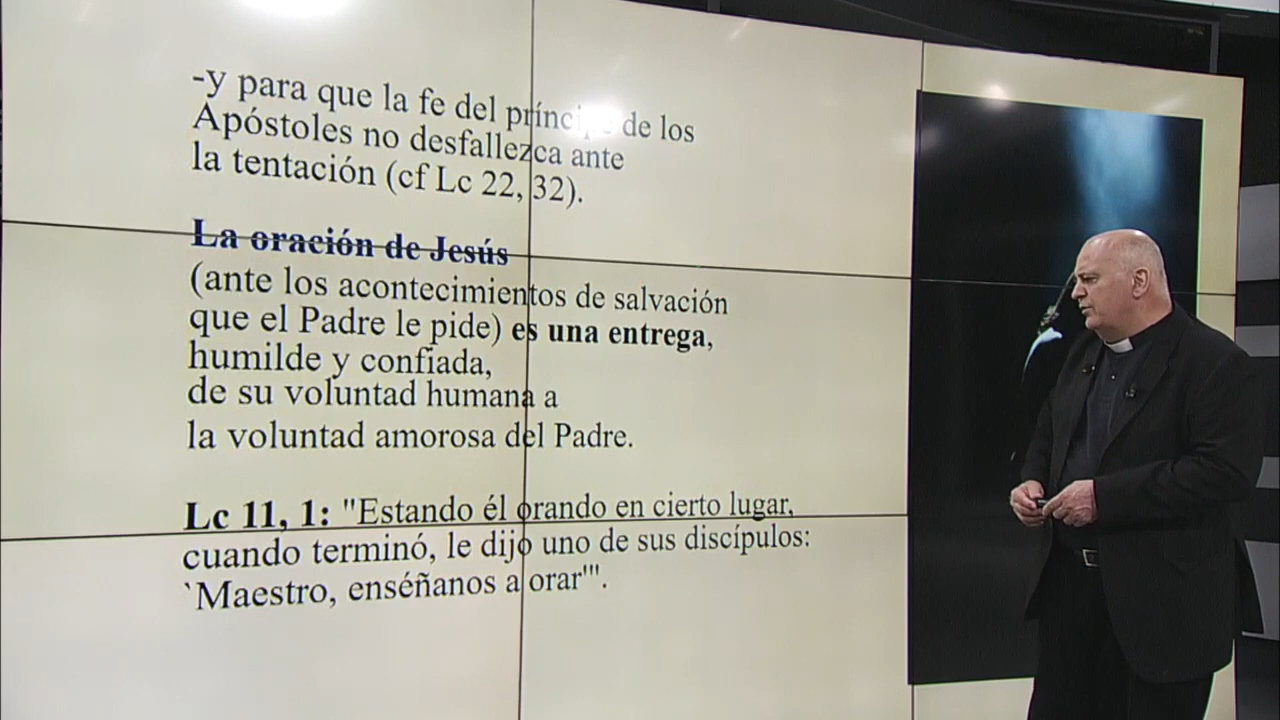 -y para que la fe del príncipe de los
Apóstoles no desfallezca ante
la tentación (cf Lc 22, 32).
La oración de Jesús
(ante los acontecimientos de salvación
que el Padre le pide) es una entrega,
humilde y confiada,
de su voluntad humana a
la voluntad amorosa del Padre.
Lc 11, 1: "Estando él orando en cierto lugar,
cuando terminó, le dijo uno de sus discípulos:
`Maestro, enséñanos a orar'".